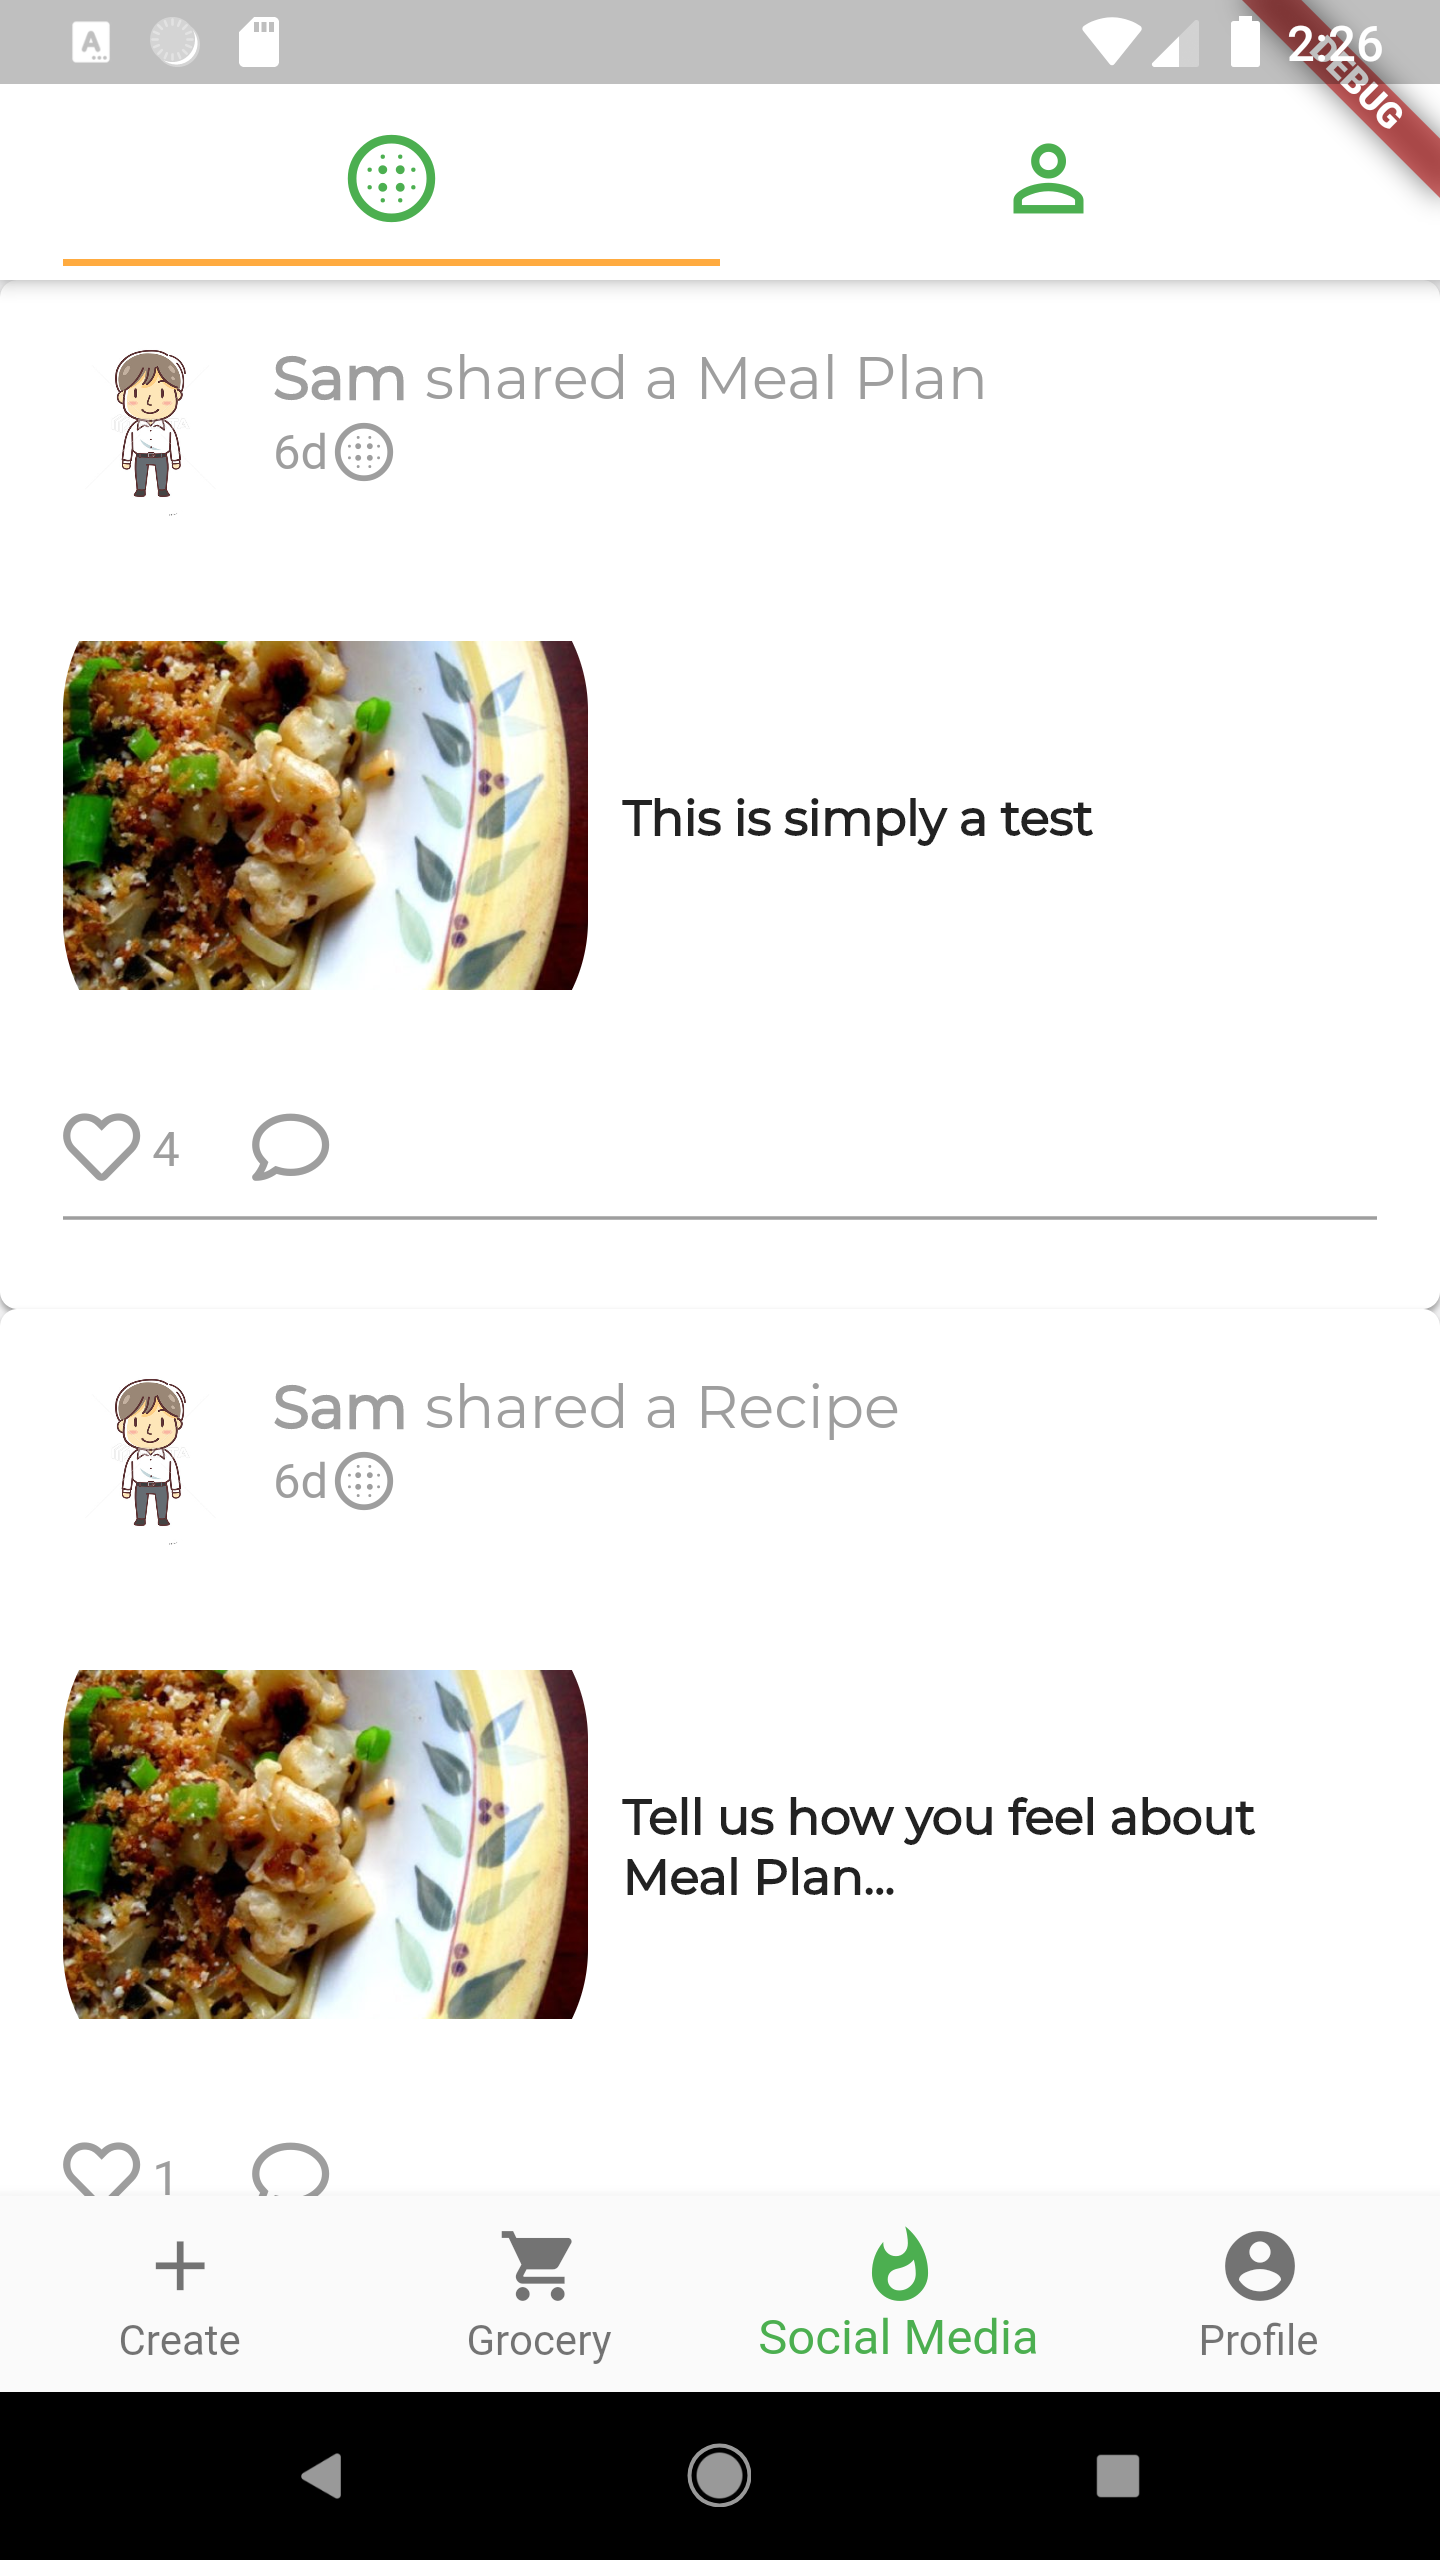 2:26
DEBUG
Sam shared a Meal Plan
6d
This is simply a test
4
Sam shared a Recipe
6d
Tell us how you feel about
Meal Plan...
1
Create
Grocery
Social Media
Profile